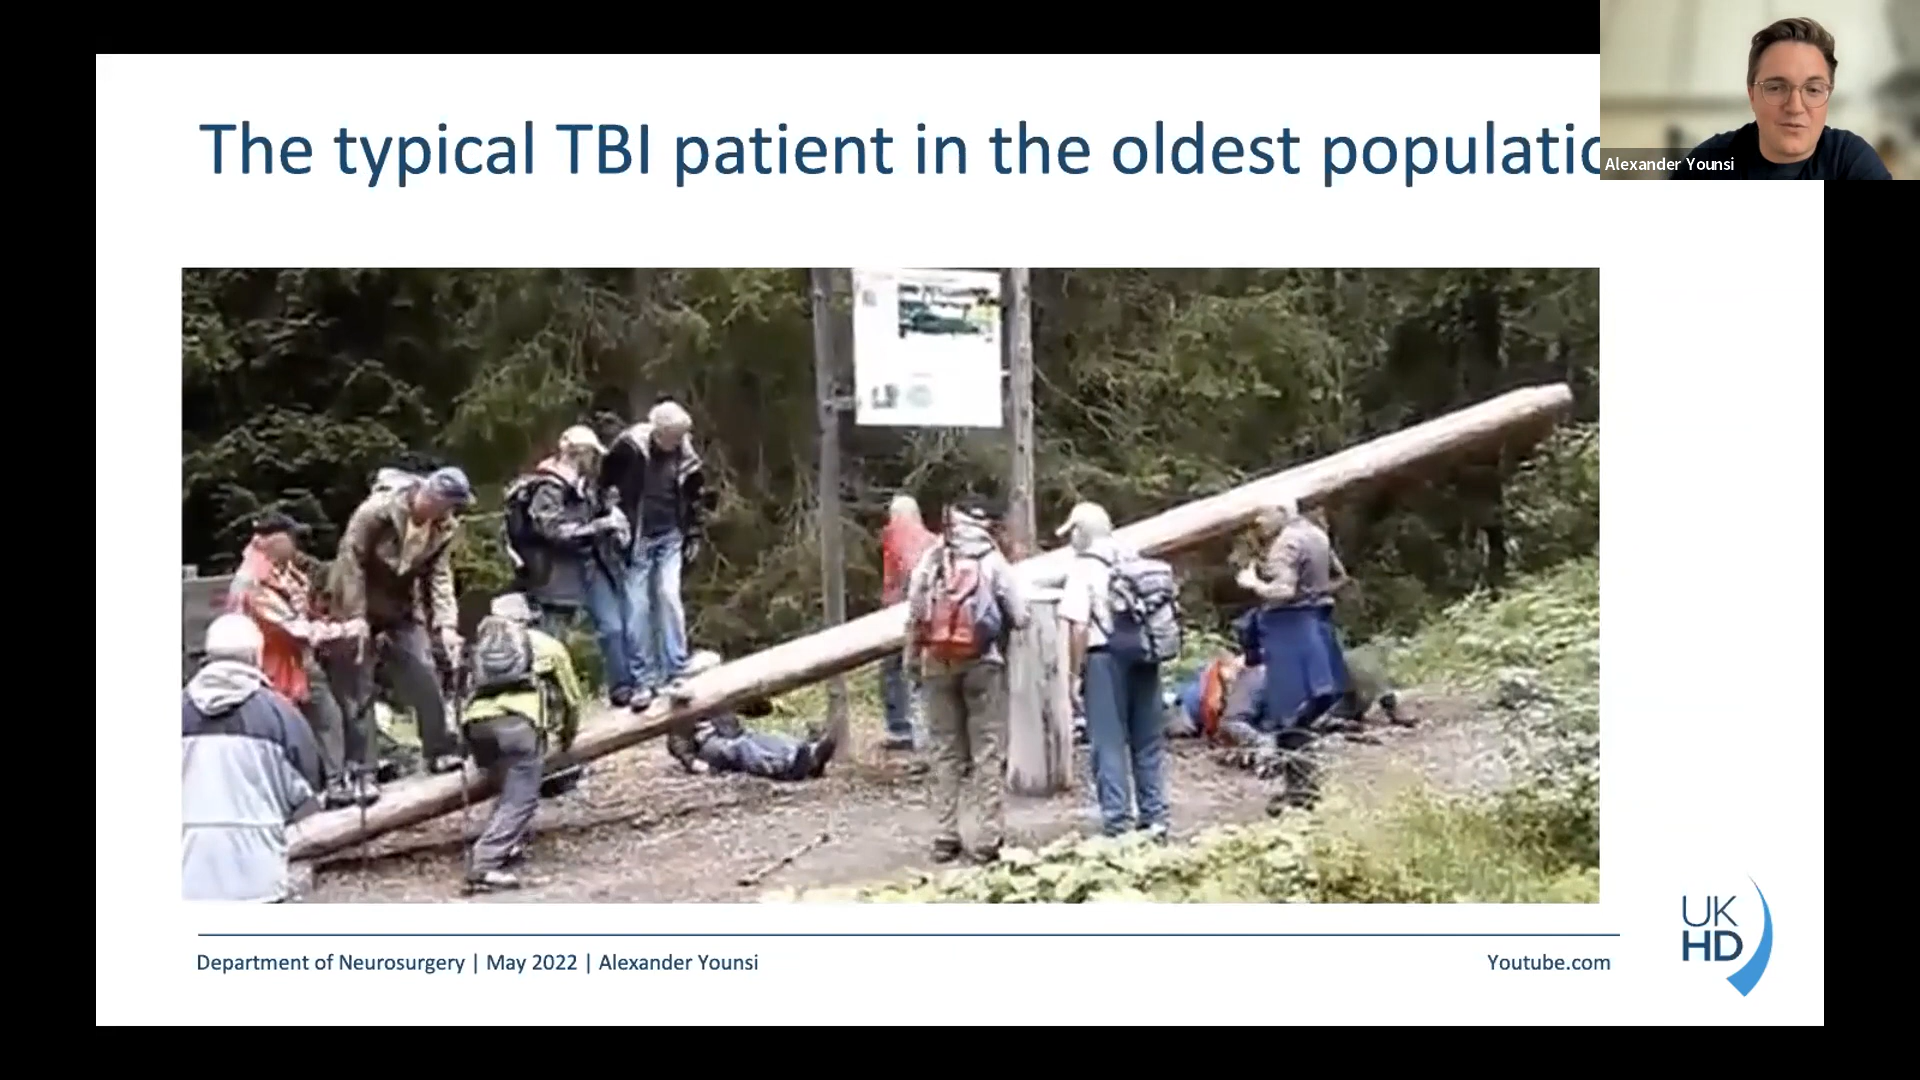 The typical TBI patient in the oldest populatio
Alexander Younsi
Department of Neurosurgery | May 2022 | Alexander Younsi
Youtube.com
UK
HD